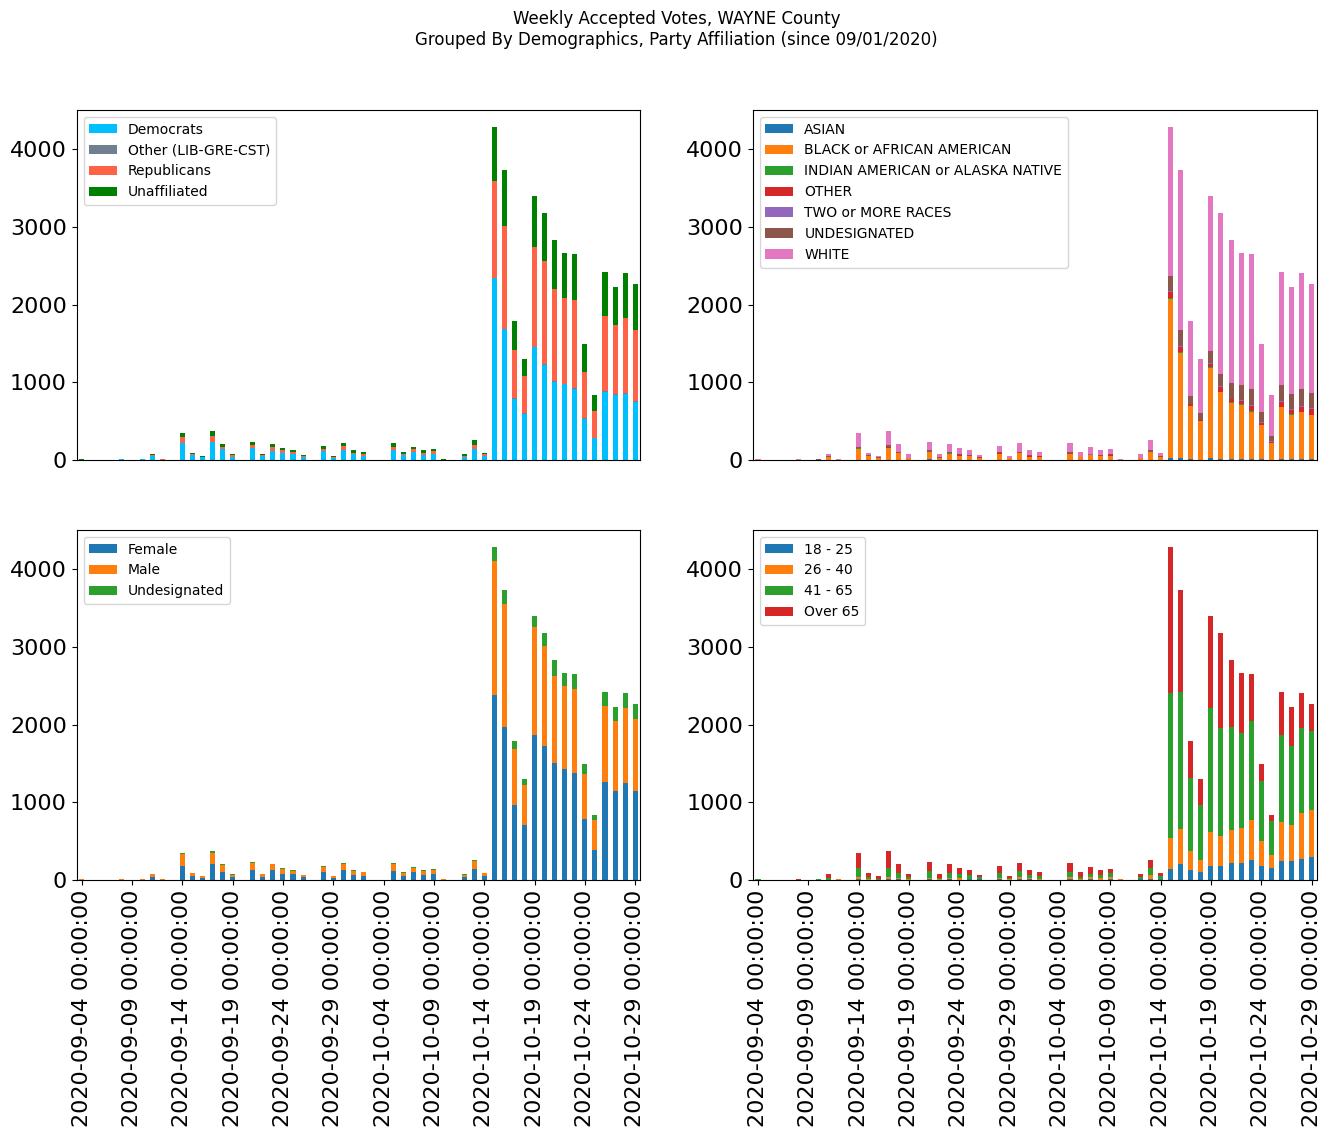 Weekly Accepted Votes, WAYNE County
Grouped By Demographics, Party Affiliation (since 09/01/2020)
4000
3000
2000
1000
0
Democrats
Other (LIB-GRE-CST)
Republicans
Unaffiliated
4000
3000
2000
1000
0
ASIAN
BLACK or AFRICAN AMERICAN
INDIAN AMERICAN or ALASKA NATIVE
OTHER
TWO or MORE RACES
UNDESIGNATED
WHITE
4000
3000
2000
1000
0
Female
Male
Undesignated
2020-09-04 00:00:00
2020-09-09 00:00:00
2020-09-14 00:00:00
2020-09-19 00:00:00
2020-09-24 00:00:00
2020-09-29 00:00:00
2020-10-04 00:00:00
2020-10-09 00:00:00
2020-10-14 00:00:00
2020-10-19 00:00:00
2020-10-24 00:00:00
2020-10-29 00:00:00
4000
3000
2000
1000
0
18 - 25
26 - 40
41 - 65
Over 65
2020-09-04 00:00:00
2020-09-09 00:00:00
2020-09-14 00:00:00
2020-09-19 00:00:00
2020-09-24 00:00:00
2020-09-29 00:00:00
2020-10-04 00:00:00
2020-10-09 00:00:00
2020-10-14 00:00:00
2020-10-19 00:00:00
2020-10-24 00:00:00
2020-10-29 00:00:00